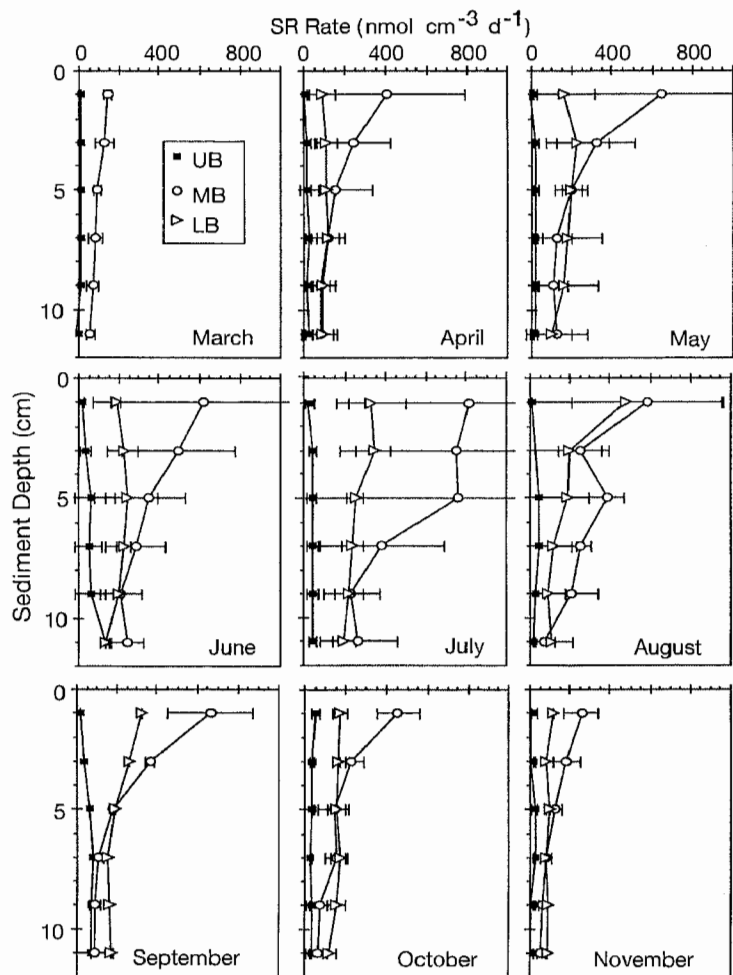 SR Rate (nmol cm⁻³ d⁻¹)
0 400 800
0 400 800
0 400 800
0
5
10
UB
MB
LB
March
April
May
Sediment Depth (cm)
0
5
10
June
July
August
0
5
10
September
October
November